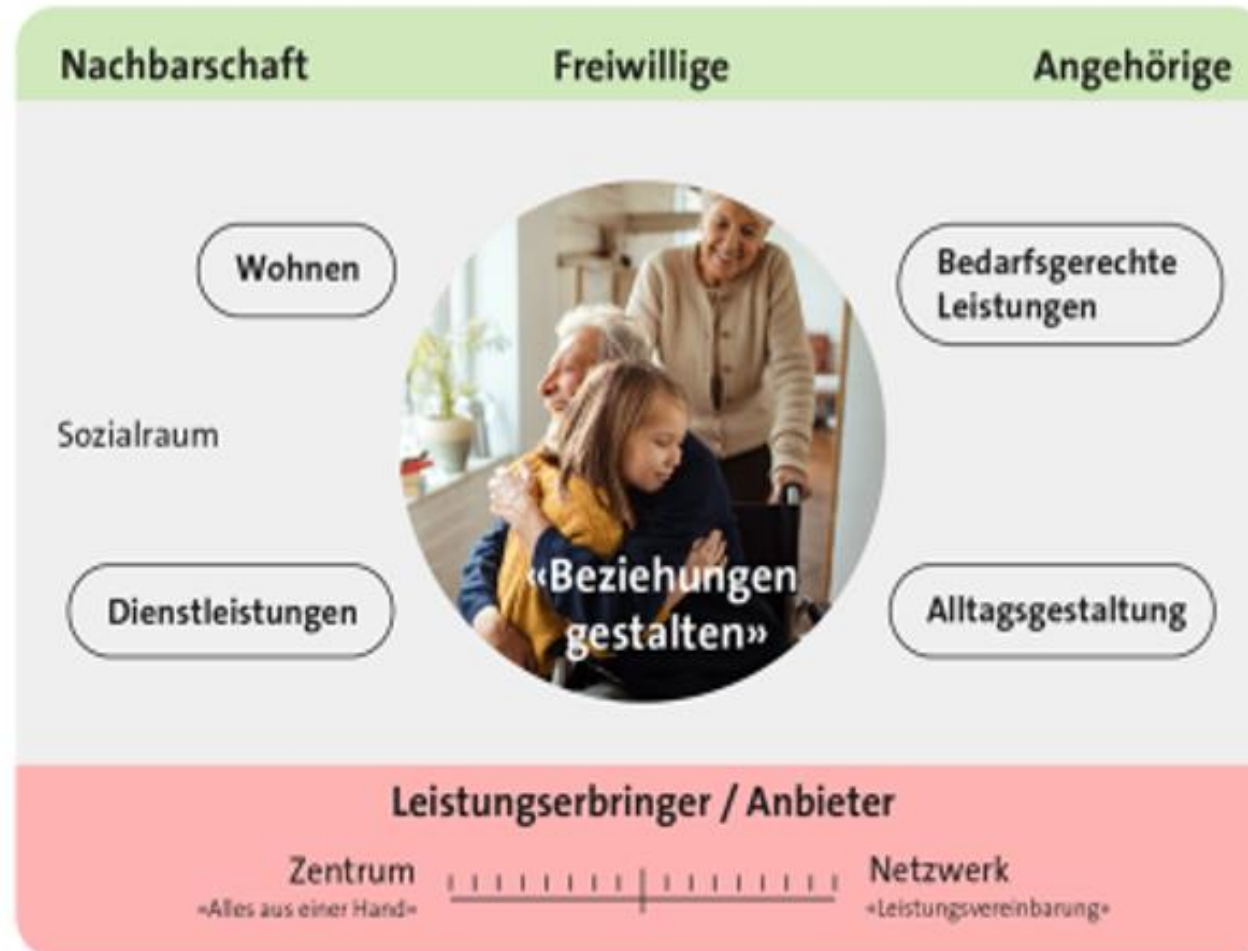 Nachbarschaft Freiwillige Angehörige
Wohnen
Bedarfsgerechte
Leistungen
Sozialraum
«Beziehungen
gestalten»
Dienstleistungen
Alltagsgestaltung
Leistungserbringer / Anbieter
Zentrum
«Alles aus einer Hand»
Netzwerk
«Leistungsvereinbarung»